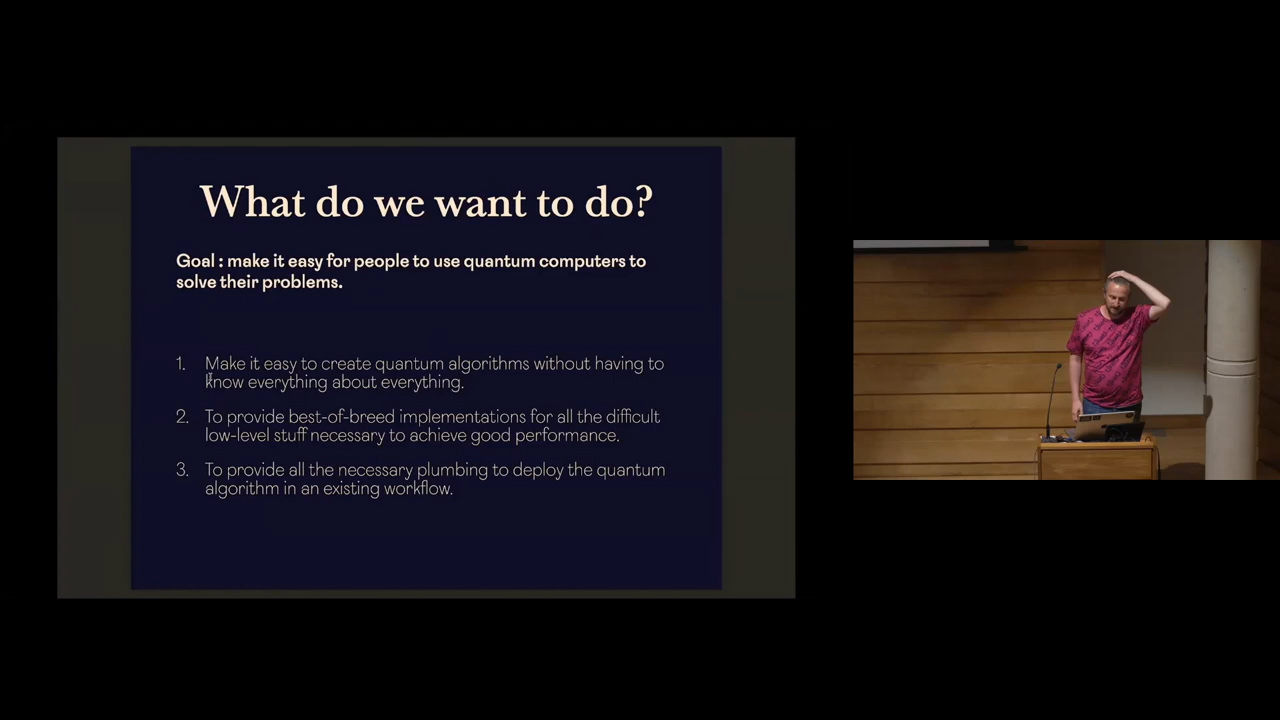 What do we want to do?
Goal : make it easy for people to use quantum computers to
solve their problems.
1. Make it easy to create quantum algorithms without having to
know everything about everything.
2. To provide best-of-breed implementations for all the difficult
low-level stuff necessary to achieve good performance.
3. To provide all the necessary plumbing to deploy the quantum
algorithm in an existing workflow.